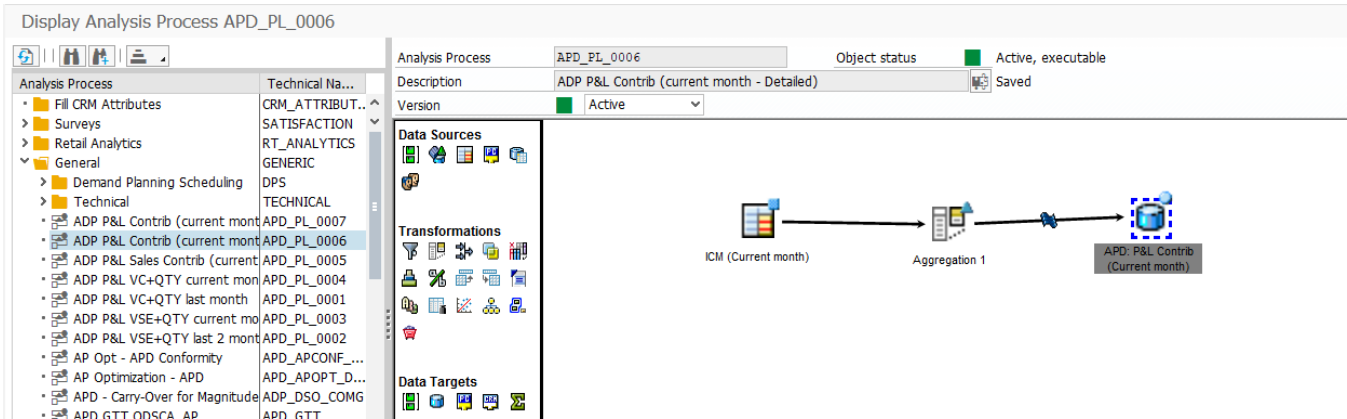 Display Analysis Process APD_PL_0006
Analysis Process Technical Na...
Fill CRM Attributes CRM_ATTRIBUT...
Surveys SATISFACTION
Retail Analytics RT_ANALYTICS
General GENERIC
Demand Planning Scheduling DPS
Technical TECHNICAL
ADP P&L Contrib (current mont APD_PL_0007
ADP P&L Contrib (current mont APD_PL_0006
ADP P&L Sales Contrib (current APD_PL_0005
ADP P&L VC+QTY current mon APD_PL_0004
ADP P&L VC+QTY last month APD_PL_0001
ADP P&L VSE+QTY current mo APD_PL_0003
ADP P&L VSE+QTY last 2 mont APD_PL_0002
AP Opt - APD Conformity APD_APCONF_...
AP Optimization - APD APD_APOPT_D...
APD - Carry-Over for Magnitude ADP_DSO_COMG
APD GTT ODSCA_AP APD_GTT
Analysis Process APD_PL_0006 Object status Active, executable
Description ADP P&L Contrib (current month - Detailed) Saved
Version Active
Data Sources
Transformations
Data Targets
ICM (Current month)
Aggregation 1
APD: P&L Contrib
(Current month)